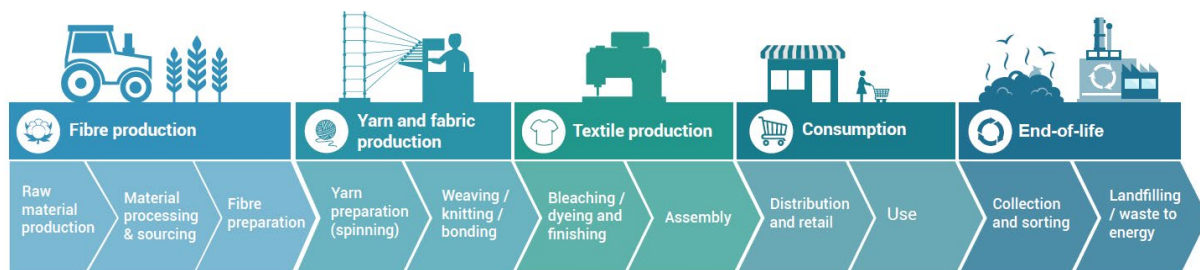 Fibre production
Yarn and fabric
production
Textile production
Consumption
End-of-life
Raw
material
production
Material
processing
& sourcing
Fibre
preparation
Yarn
preparation
(spinning)
Weaving /
knitting /
bonding
Bleaching /
dyeing and
finishing
Assembly
Distribution
and retail
Use
Collection
and sorting
Landfilling
/ waste to
energy